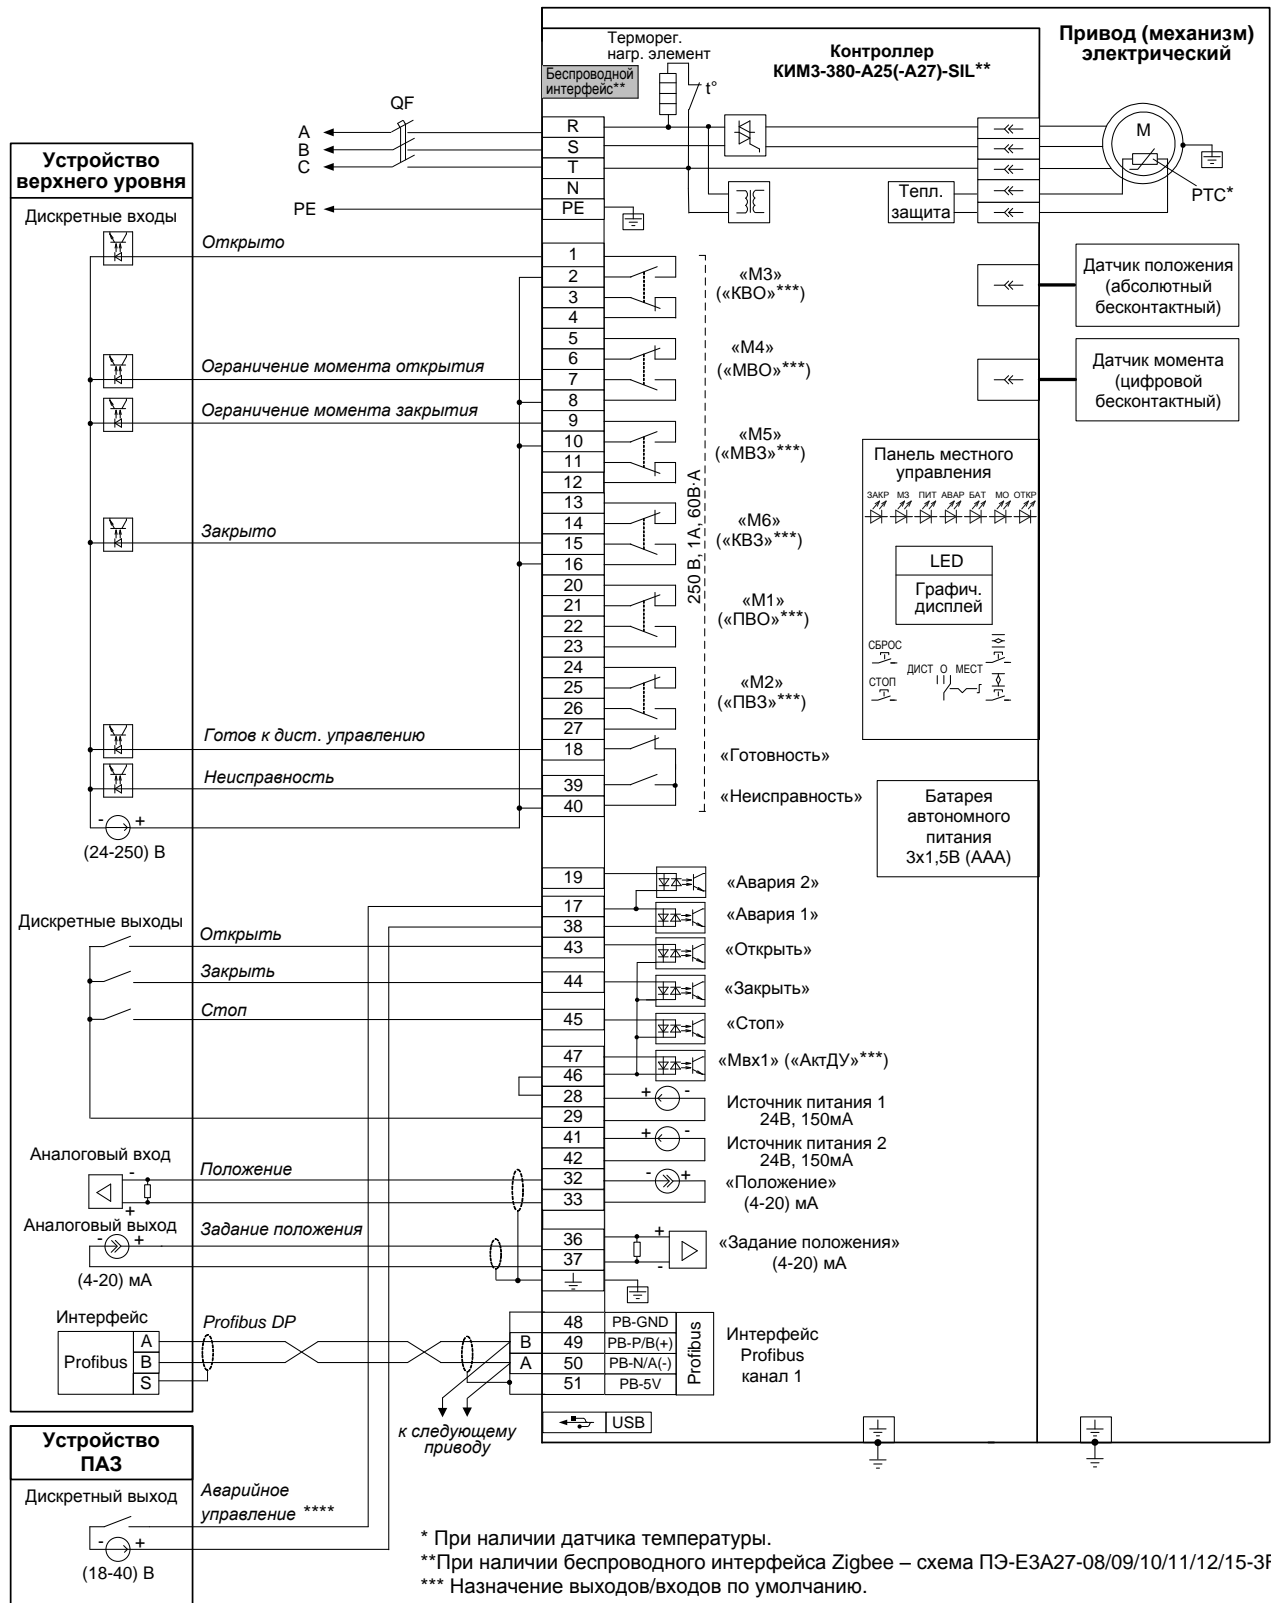 Привод (механизм)
электрический
Контроллер
КИМ3-380-А25(-А27)-SIL**
Терморег.
нагр. элемент
t°
Беспроводной
интерфейс**
QF
A
B
C
PE
R
S
T
N
PE
M
PTC*
Тепл.
защита
Устройство
верхнего уровня
Дискретные входы
Открыто
Ограничение момента открытия
Ограничение момента закрытия
Закрыто
Готов к дист. управлению
Неисправность
- +
(24-250) В
1
2
3
4
5
6
7
8
9
10
11
12
13
14
15
16
20
21
22
23
24
25
26
27
18
39
40
«М3»
(«КВО»***)
«М4»
(«МВО»***)
«М5»
(«МВЗ»***)
«М6»
(«КВЗ»***)
«М1»
(«ПВО»***)
«М2»
(«ПВЗ»***)
«Готовность»
«Неисправность»
250 В, 1А, 60В·А
Датчик положения
(абсолютный
бесконтактный)
Датчик момента
(цифровой
бесконтактный)
Панель местного
управления
ЗАКР МЗ ПИТ АВАР БАТ МО ОТКР
LED
Графич.
дисплей
СБРОС
СТОП
ДИСТ О МЕСТ
Батарея
автономного
питания
3х1,5В (ААА)
19
17
38
43
44
45
47
46
28
29
41
42
32
33
36
37
«Авария 2»
«Авария 1»
«Открыть»
«Закрыть»
«Стоп»
«Мвх1» («АктДУ»***)
+ -
Источник питания 1
24В, 150мА
+ -
Источник питания 2
24В, 150мА
- +
«Положение»
(4-20) мА
+
-
«Задание положения»
(4-20) мА
Дискретные выходы
Открыть
Закрыть
Стоп
Аналоговый вход
-
+
Положение
Аналоговый выход
- +
Задание положения
(4-20) мА
Интерфейс
Profibus
A
B
S
Profibus DP
B
A
48 PB-GND
49 PB-P/B(+)
50 PB-N/A(-)
51 PB-5V
Profibus
Интерфейс
Profibus
канал 1
USB
к следующему
приводу
Устройство
ПАЗ
Дискретный выход
- +
(18-40) В
Аварийное
управление ****
* При наличии датчика температуры.
**При наличии беспроводного интерфейса Zigbee – схема ПЭ-Е3А27-08/09/10/11/12/15-3
*** Назначение выходов/входов по умолчанию.